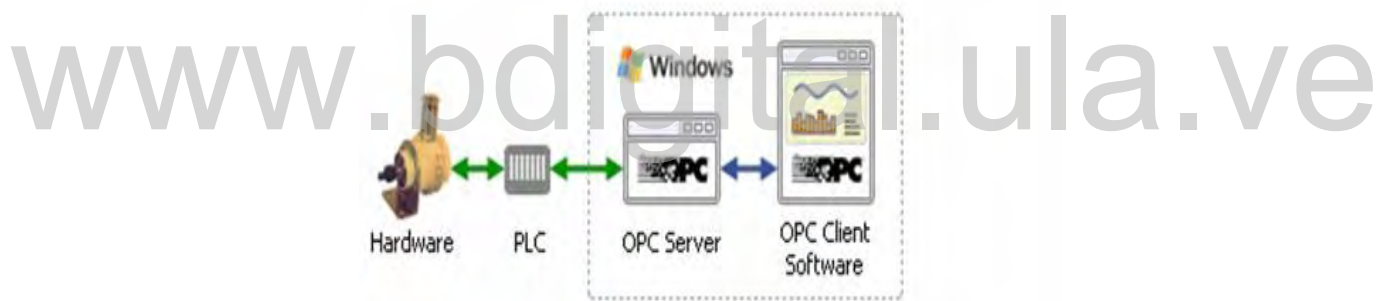 www.bdigital.ula.ve
Windows
OPC
OPC
Hardware
PLC
OPC Server
OPC Client
Software